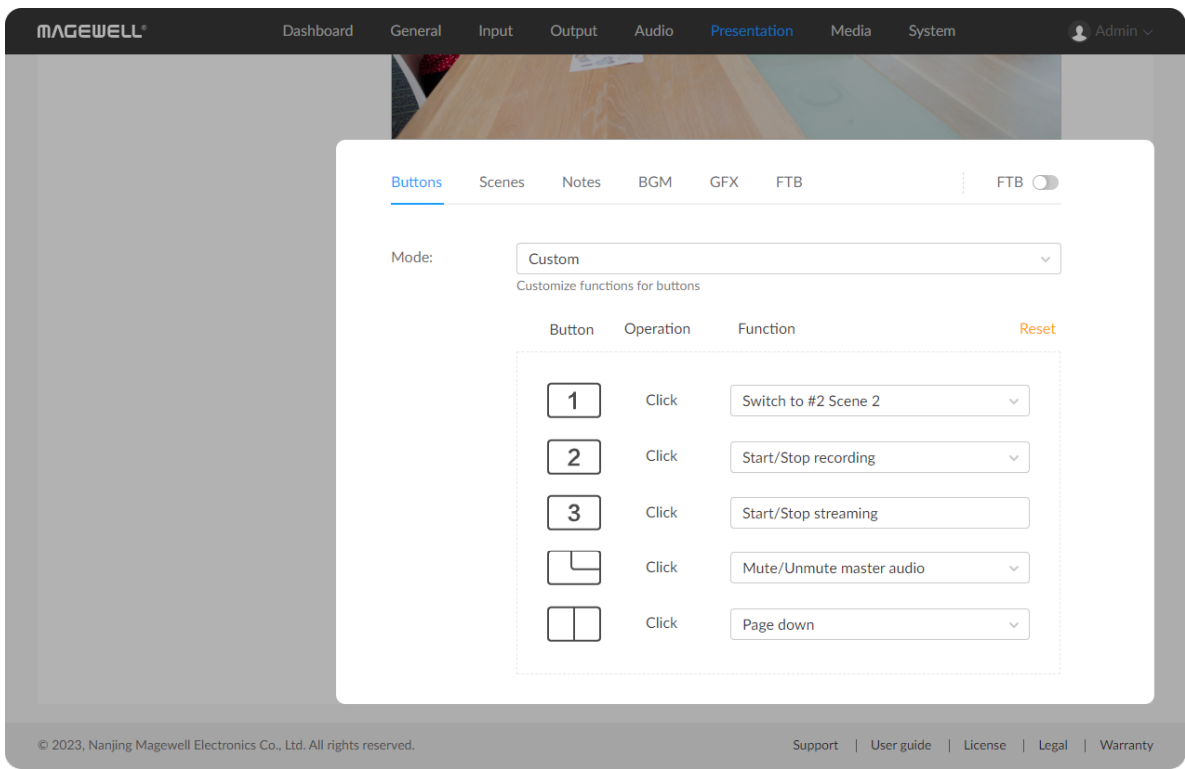 MAGEWELL® Dashboard General Input Output Audio Presentation Media System Admin
Buttons Scenes Notes BGM GFX FTB FTB
Mode: Custom
Customize functions for buttons
Button Operation Function Reset
1 Click Switch to #2 Scene 2
2 Click Start/Stop recording
3 Click Start/Stop streaming
Click Mute/Unmute master audio
Click Page down
© 2023, Nanjing Magewell Electronics Co., Ltd. All rights reserved. Support | User guide | License | Legal | Warranty